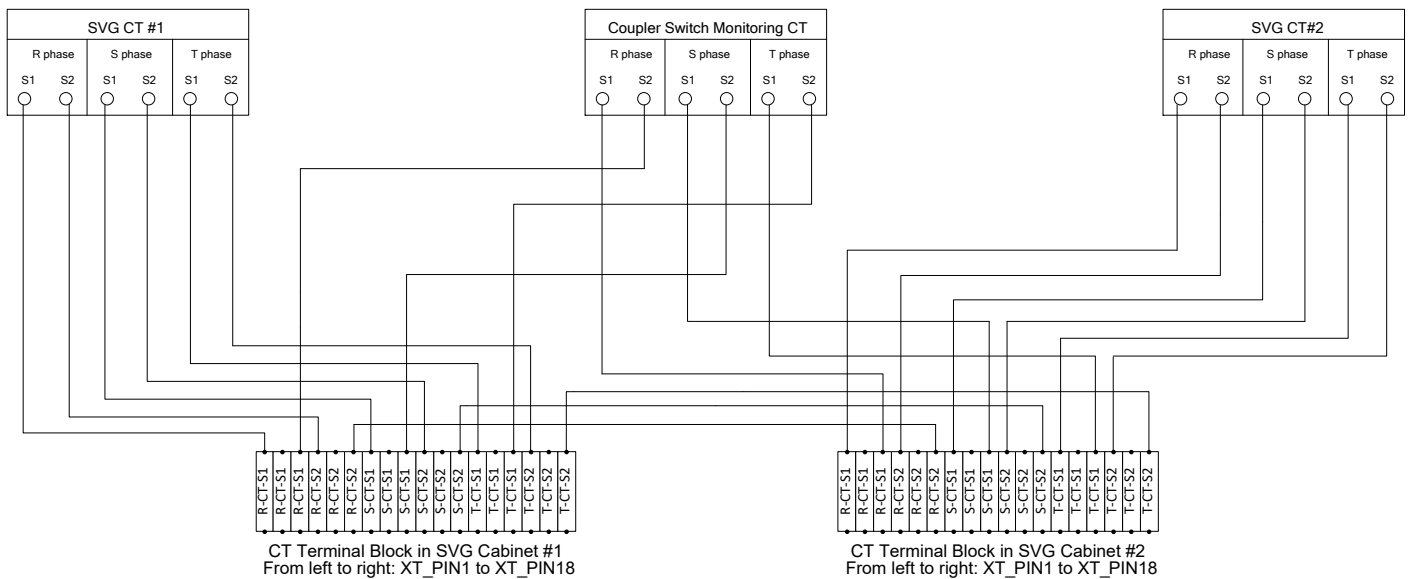 SVG CT #1
R phase S phase T phase
S1 S2 S1 S2 S1 S2
Coupler Switch Monitoring CT
R phase S phase T phase
S1 S2 S1 S2 S1 S2
SVG CT#2
R phase S phase T phase
S1 S2 S1 S2 S1 S2
R-CT-S1
R-CT-S1
R-CT-S1
R-CT-S2
R-CT-S2
R-CT-S2
S-CT-S1
S-CT-S1
S-CT-S1
S-CT-S2
S-CT-S2
S-CT-S2
T-CT-S1
T-CT-S1
T-CT-S1
T-CT-S2
T-CT-S2
T-CT-S2
CT Terminal Block in SVG Cabinet #1
From left to right: XT_PIN1 to XT_PIN18
R-CT-S1
R-CT-S1
R-CT-S1
R-CT-S2
R-CT-S2
R-CT-S2
S-CT-S1
S-CT-S1
S-CT-S1
S-CT-S2
S-CT-S2
S-CT-S2
T-CT-S1
T-CT-S1
T-CT-S1
T-CT-S2
T-CT-S2
T-CT-S2
CT Terminal Block in SVG Cabinet #2
From left to right: XT_PIN1 to XT_PIN18